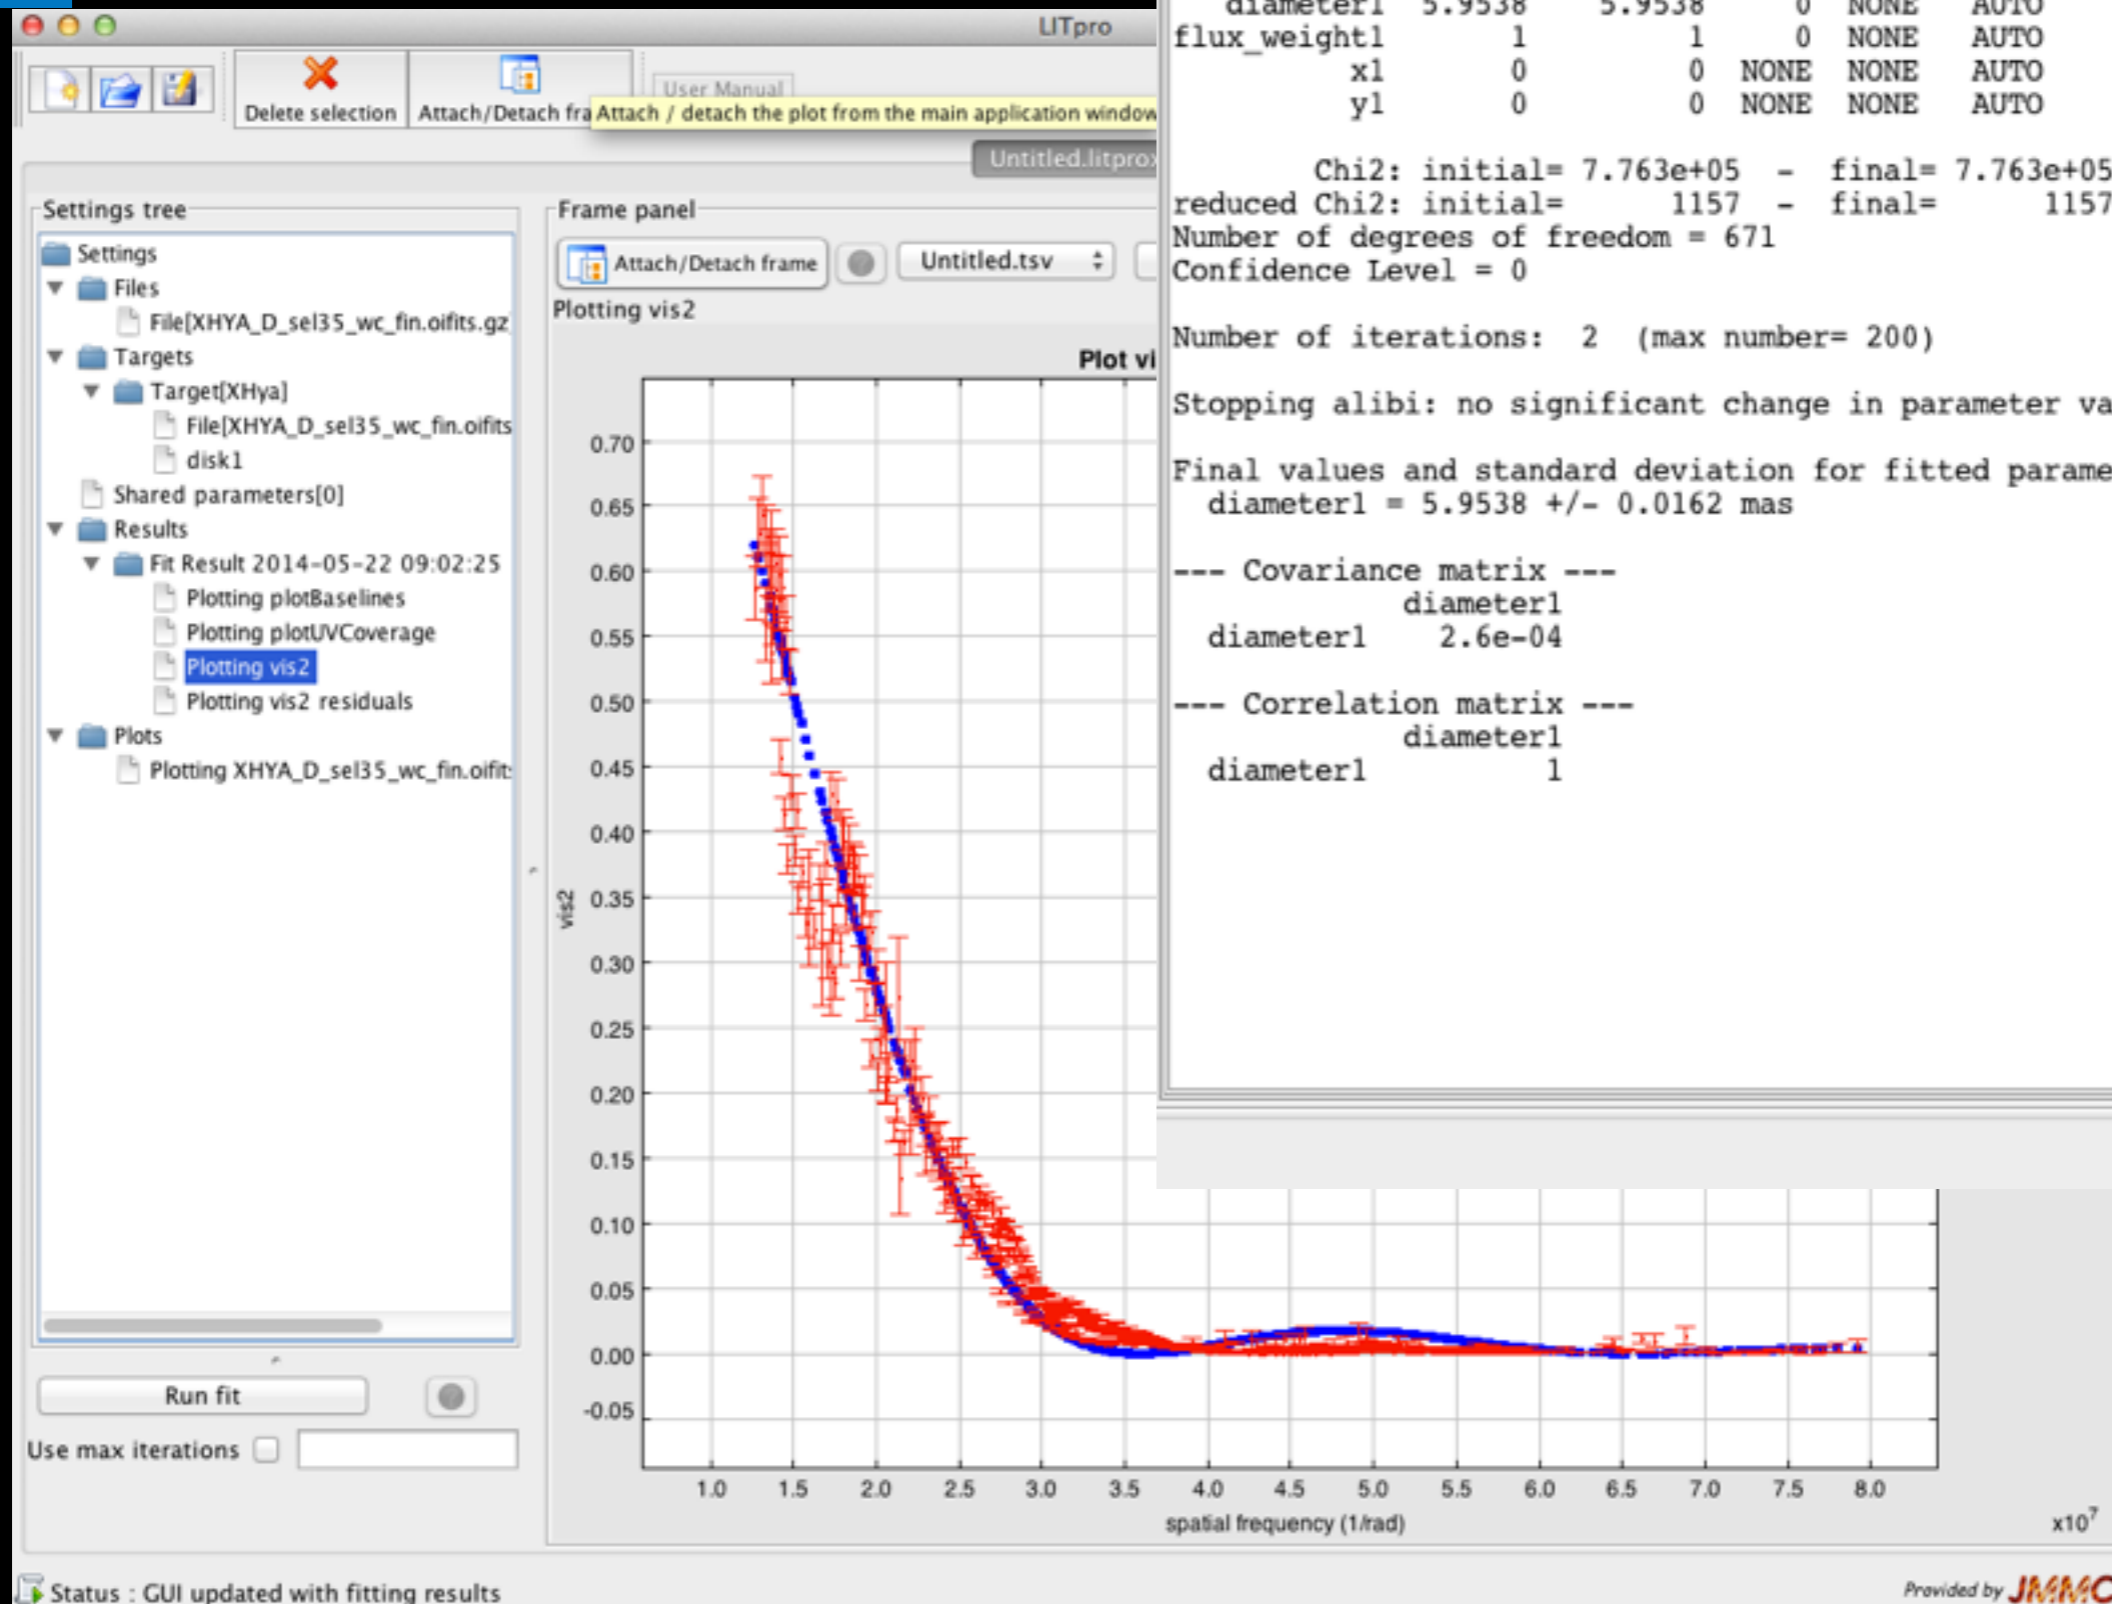 LITpro
Delete selection
Attach/Detach fra
User Manual
Attach / detach the plot from the main application window
Untitled.litprox
Settings tree
Settings
Files
File[XHYA_D_sel35_wc_fin.oifits.gz]
Targets
Target[XHya]
File[XHYA_D_sel35_wc_fin.oifits
disk1
Shared parameters[0]
Results
Fit Result 2014-05-22 09:02:25
Plotting plotBaselines
Plotting plotUVCoverage
Plotting vis2
Plotting vis2 residuals
Plots
Plotting XHYA_D_sel35_wc_fin.oifit
Run fit
Use max iterations
Frame panel
Attach/Detach frame
Untitled.tsv
Plotting vis2
Plot vi
vis2
0.70
0.65
0.60
0.55
0.50
0.45
0.40
0.35
0.30
0.25
0.20
0.15
0.10
0.05
0.00
-0.05
1.0 1.5 2.0 2.5 3.0 3.5 4.0 4.5 5.0 5.5 6.0 6.5 7.0 7.5 8.0
spatial frequency (1/rad)
x10⁷
diameter1 5.9538 5.9538 0 NONE AUTO
flux_weight1 1 1 0 NONE AUTO
x1 0 0 NONE NONE AUTO
y1 0 0 NONE NONE AUTO
Chi2: initial= 7.763e+05 - final= 7.763e+05
reduced Chi2: initial= 1157 - final= 1157
Number of degrees of freedom = 671
Confidence Level = 0
Number of iterations: 2 (max number= 200)
Stopping alibi: no significant change in parameter va
Final values and standard deviation for fitted parame
diameter1 = 5.9538 +/- 0.0162 mas
--- Covariance matrix ---
diameter1
diameter1 2.6e-04
--- Correlation matrix ---
diameter1
diameter1 1
Status : GUI updated with fitting results
Provided by JMMC